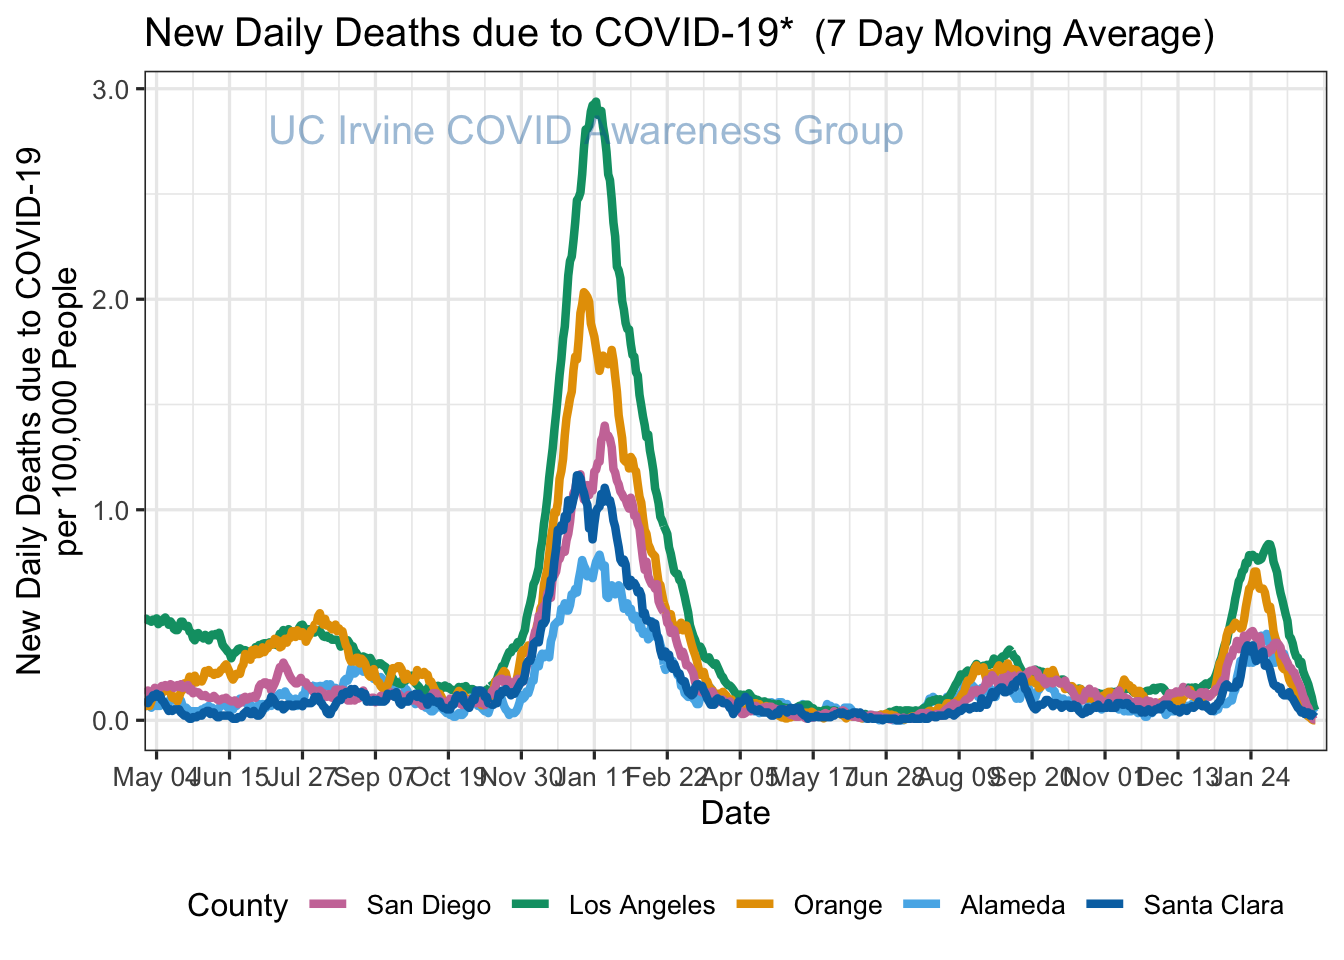 New Daily Deaths due to COVID-19* (7 Day Moving Average)
UC Irvine COVID Awareness Group
New Daily Deaths due to COVID-19
per 100,000 People
3.0
2.0
1.0
0.0
May 04 Jun 15 Jul 27 Sep 07 Oct 19 Nov 30 Jan 11 Feb 22 Apr 05 May 17 Jun 28 Aug 09 Sep 20 Nov 01 Dec 13 Jan 24
Date
County San Diego Los Angeles Orange Alameda Santa Clara